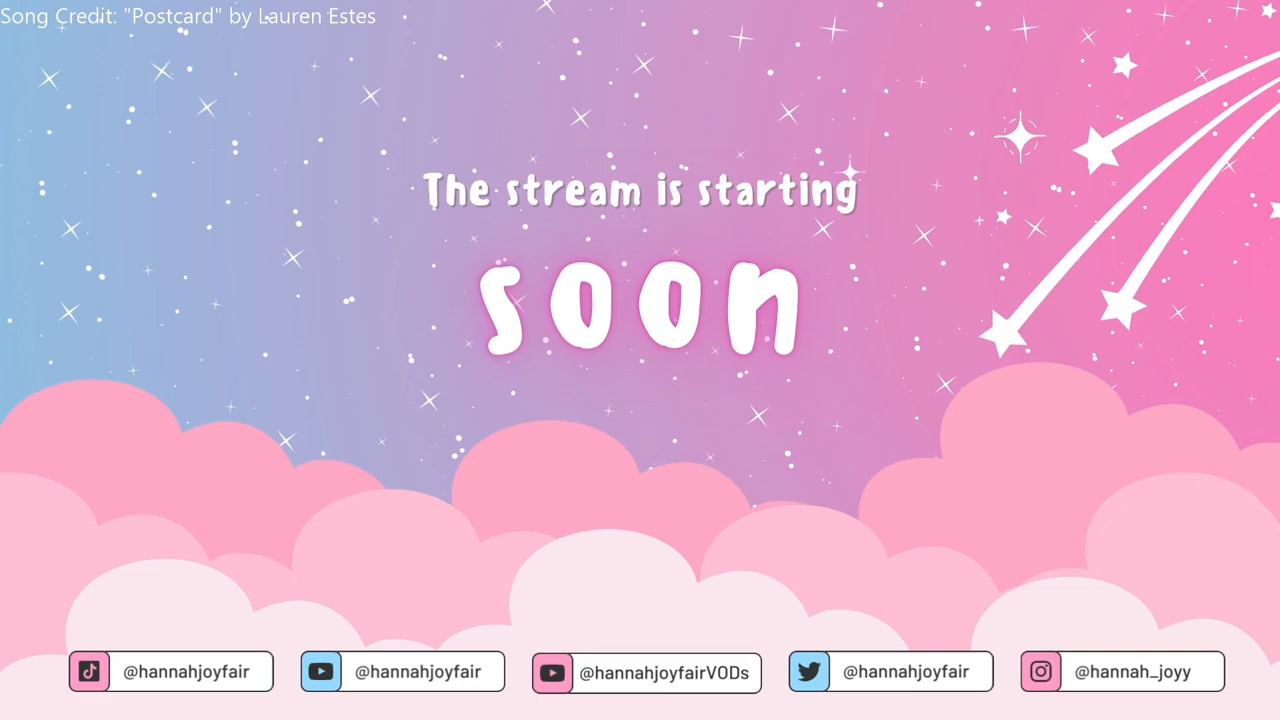 Song Credit: "Postcard" by Lauren Estes
The stream is starting
soon
@hannahjoyfair
@hannahjoyfair
@hannahjoyfairVODs
@hannahjoyfair
@hannah_joyy